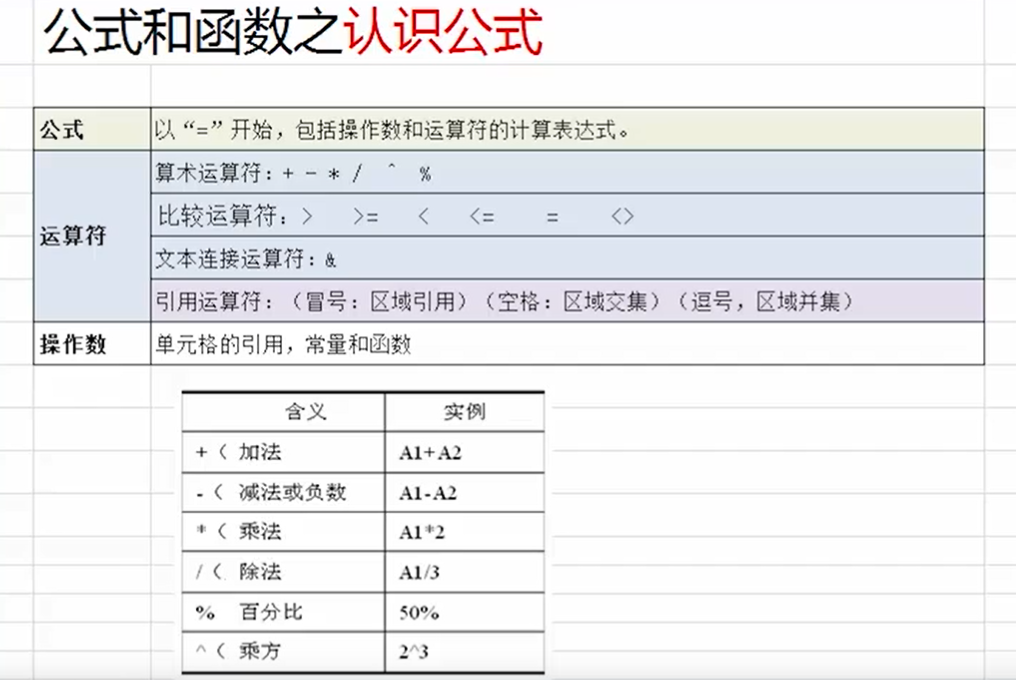 公式和函数之认识公式
公式 以“=”开始，包括操作数和运算符的计算表达式。
运算符
算术运算符：+ - * / ^ %
比较运算符：> >= < <= = <>
文本连接运算符：&
引用运算符：（冒号：区域引用）（空格：区域交集）（逗号，区域并集）
操作数 单元格的引用，常量和函数
含义 实例
+（ 加法 A1+A2
-（ 减法或负数 A1-A2
*（ 乘法 A1*2
/（ 除法 A1/3
% 百分比 50%
^（ 乘方 2^3